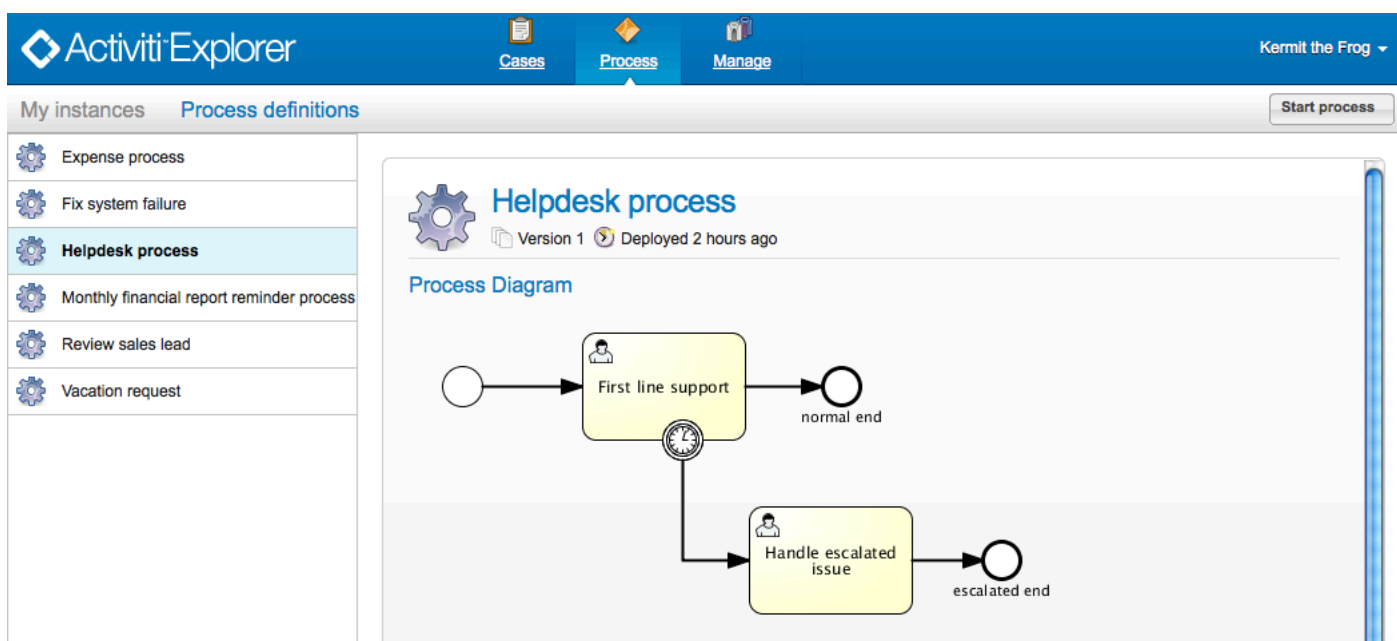 Activiti™Explorer
Cases
Process
Manage
Kermit the Frog
My instances
Process definitions
Start process
Expense process
Fix system failure
Helpdesk process
Monthly financial report reminder process
Review sales lead
Vacation request
Helpdesk process
Version 1
Deployed 2 hours ago
Process Diagram
First line support
normal end
Handle escalated
issue
escalated end